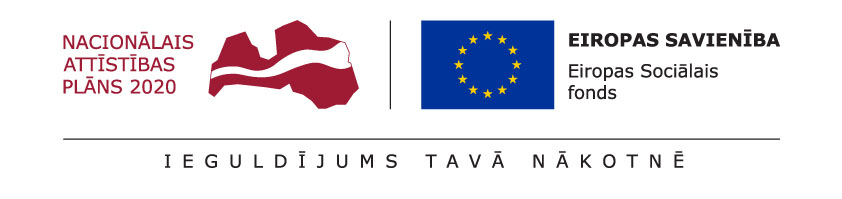 NACIONĀLAIS
ATTĪSTĪBAS
PLĀNS 2020
EIROPAS SAVIENĪBA
Eiropas Sociālais
fonds
IEGULDĪJUMS TAVĀ NĀKOTNĒ